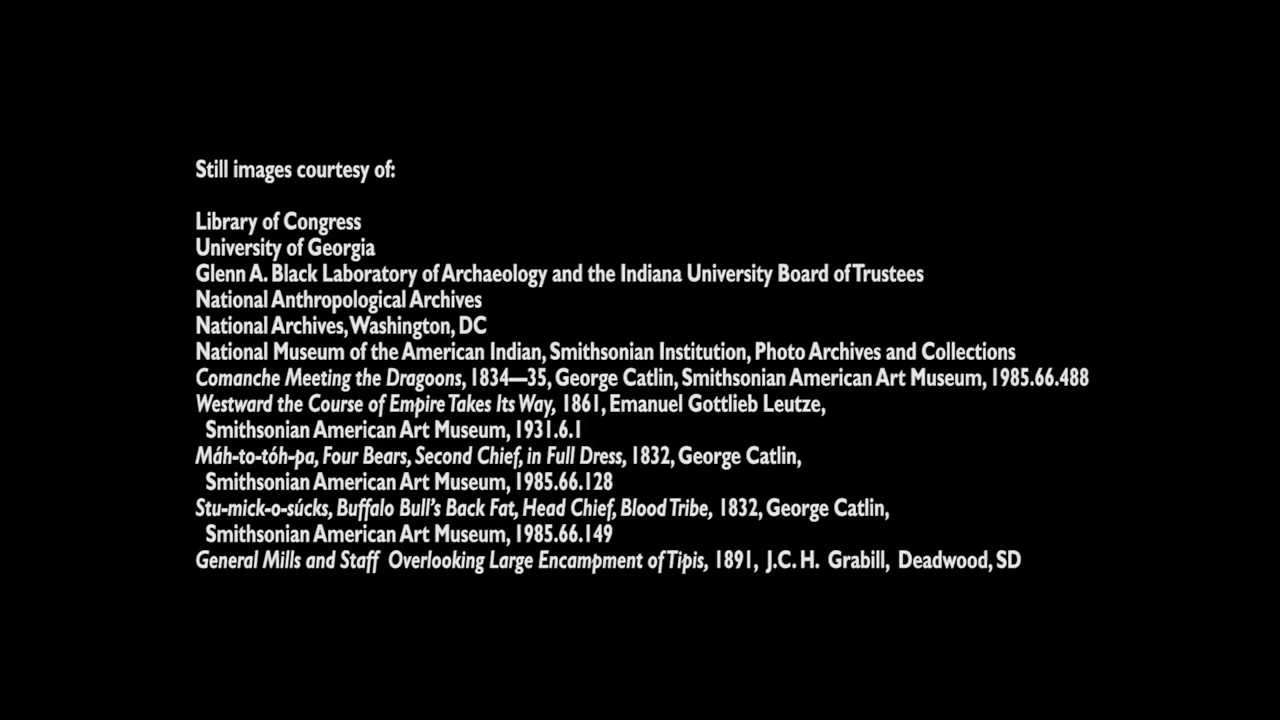 Still images courtesy of:
Library of Congress
University of Georgia
Glenn A. Black Laboratory of Archaeology and the Indiana University Board of Trustees
National Anthropological Archives
National Archives, Washington, DC
National Museum of the American Indian, Smithsonian Institution, Photo Archives and Collections
Comanche Meeting the Dragoons, 1834—35, George Catlin, Smithsonian American Art Museum, 1985.66.488
Westward the Course of Empire Takes Its Way, 1861, Emanuel Gottlieb Leutze,
Smithsonian American Art Museum, 1931.6.1
Máh-to-tóh-pa, Four Bears, Second Chief, in Full Dress, 1832, George Catlin,
Smithsonian American Art Museum, 1985.66.128
Stu-mick-o-súcks, Buffalo Bull's Back Fat, Head Chief, Blood Tribe, 1832, George Catlin,
Smithsonian American Art Museum, 1985.66.149
General Mills and Staff Overlooking Large Encampment of Tipis, 1891, J.C. H. Grabill, Deadwood, SD